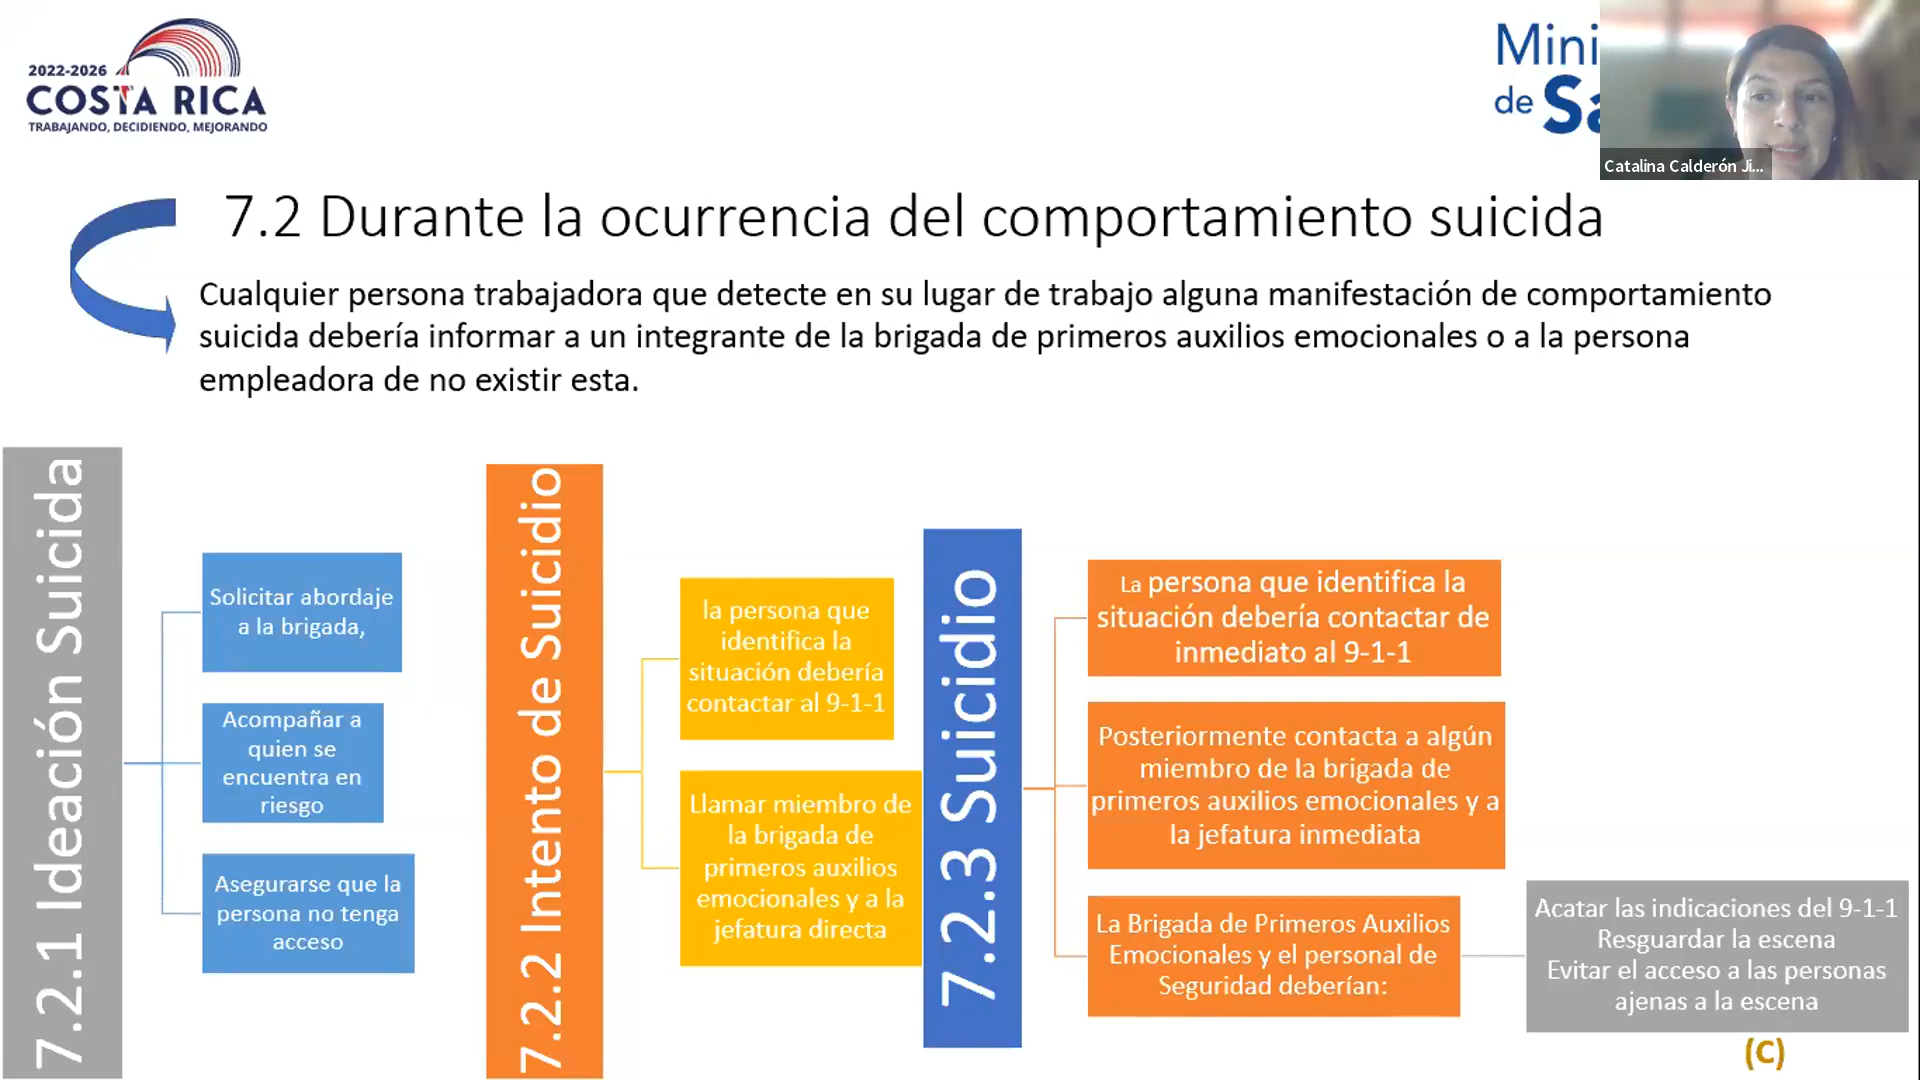 2022-2026
COSTA RICA
TRABAJANDO, DECIDIENDO, MEJORANDO
Mini
de Sa
Catalina Calderón Ji...
7.2 Durante la ocurrencia del comportamiento suicida
Cualquier persona trabajadora que detecte en su lugar de trabajo alguna manifestación de comportamiento
suicida debería informar a un integrante de la brigada de primeros auxilios emocionales o a la persona
empleadora de no existir esta.
7.2.1 Ideación Suicida
Solicitar abordaje
a la brigada,
Acompañar a
quien se
encuentra en
riesgo
Asegurarse que la
persona no tenga
acceso
7.2.2 Intento de Suicidio
la persona que
identifica la
situación debería
contactar al 9-1-1
Llamar miembro de
la brigada de
primeros auxilios
emocionales y a la
jefatura directa
7.2.3 Suicidio
La persona que identifica la
situación debería contactar de
inmediato al 9-1-1
Posteriormente contacta a algún
miembro de la brigada de
primeros auxilios emocionales y a
la jefatura inmediata
La Brigada de Primeros Auxilios
Emocionales y el personal de
Seguridad deberían:
Acatar las indicaciones del 9-1-1
Resguardar la escena
Evitar el acceso a las personas
ajenas a la escena
(C)